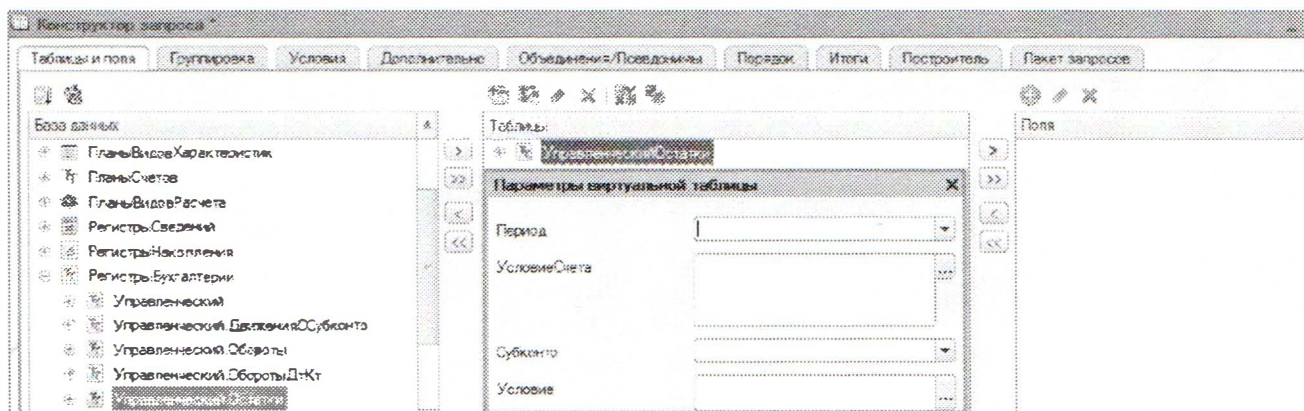 Конструктор запроса *
Таблицы и поля Группировка Условия Дополнительно Объединения/Псевдонимы Порядок Итоги Построитель Пакет запросов
База данных
ПланыВидовХарактеристик
ПланыСчетов
ПланыВидовРасчета
РегистрыСведений
РегистрыНакопления
РегистрыБухгалтерии
Управленческий
Управленческий.ДвиженияССубконто
Управленческий.Обороты
Управленческий.ОборотыДтКт
Управленческий.Остатки
Таблицы
УправленческийОстатки
Параметры виртуальной таблицы
Период
УсловиеСчета
Субконто
Условие
Поля